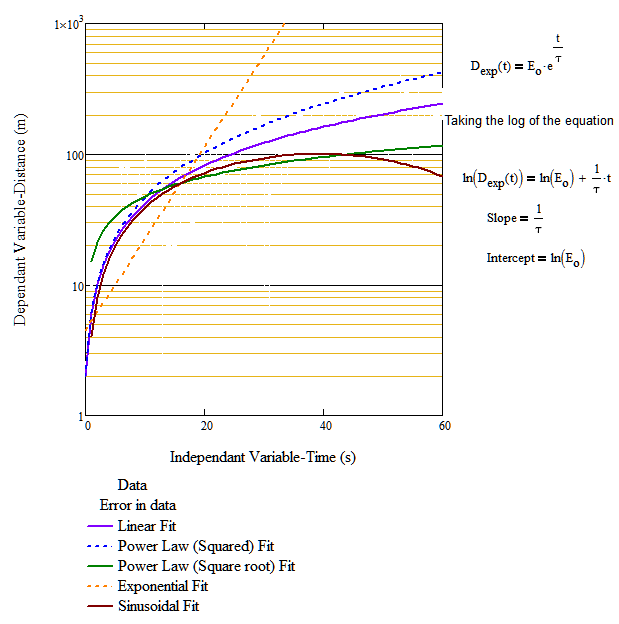 1×10³
100
10
1
0 20 40 60
Dependant Variable-Distance (m)
Independant Variable-Time (s)
D_exp(t) = E_o·e^(t/τ)
Taking the log of the equation
ln(D_exp(t)) = ln(E_o) + 1/τ·t
Slope = 1/τ
Intercept = ln(E_o)
Data
Error in data
Linear Fit
Power Law (Squared) Fit
Power Law (Square root) Fit
Exponential Fit
Sinusoidal Fit